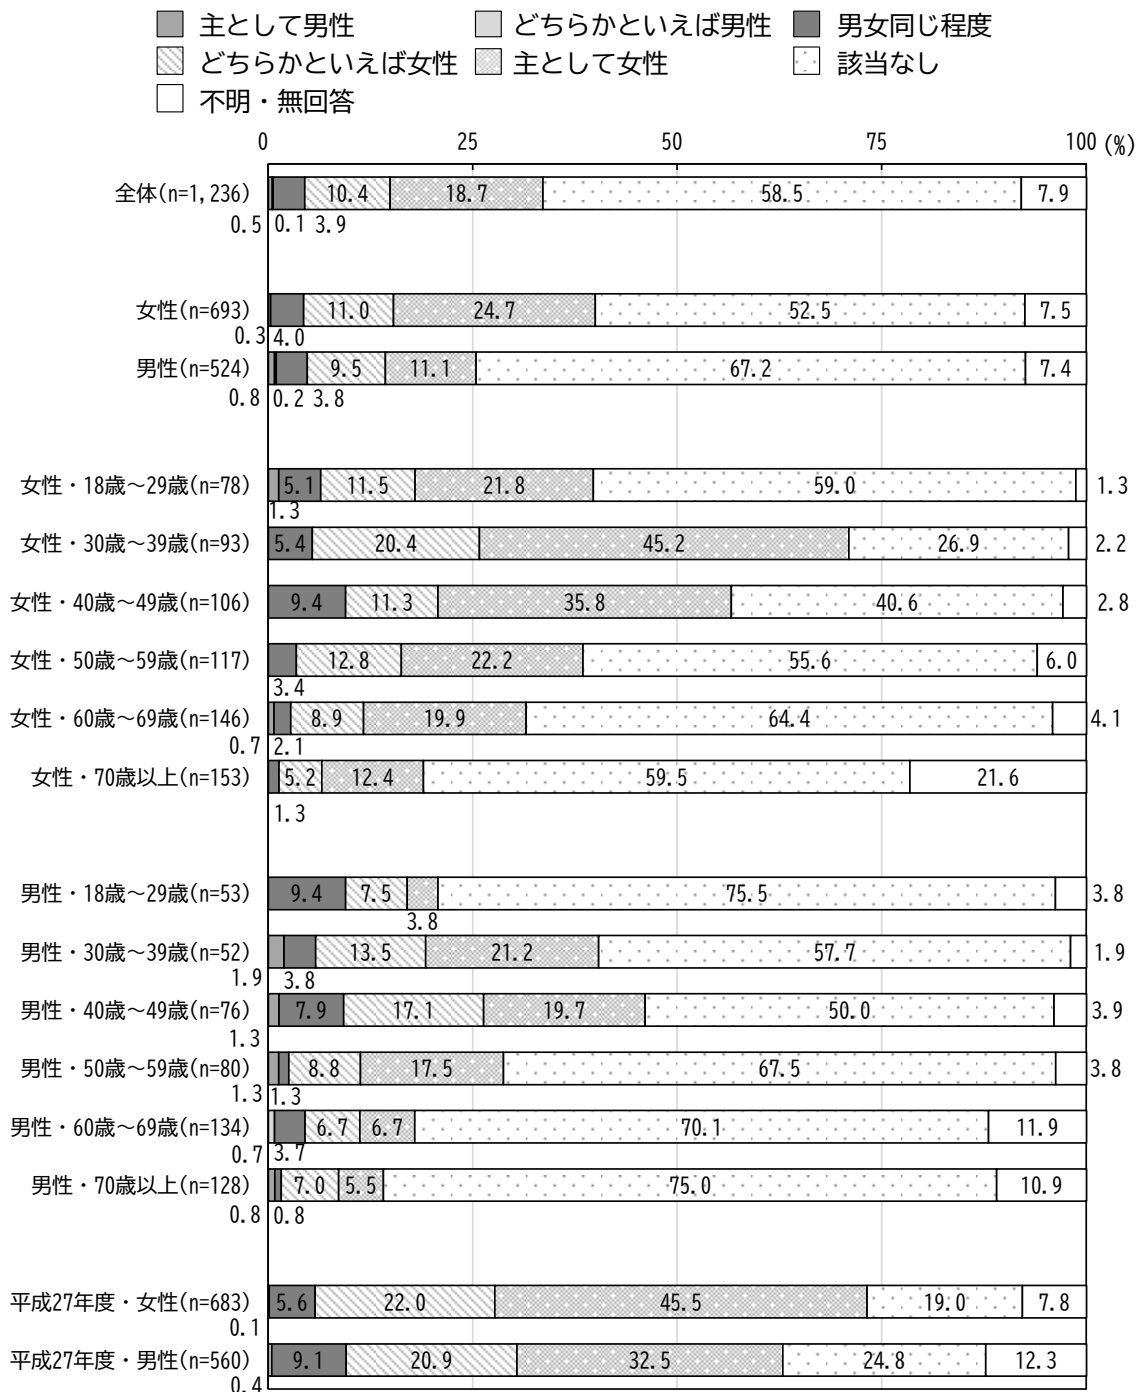 主として男性 どちらかといえば男性 男女同じ程度
どちらかといえば女性 主として女性 該当なし
不明・無回答
0 25 50 75 100 (%)
全体(n=1,236) 10.4 18.7 58.5 7.9
0.5 0.1 3.9
女性(n=693) 11.0 24.7 52.5 7.5
0.3 4.0
男性(n=524) 9.5 11.1 67.2 7.4
0.8 0.2 3.8
女性・18歳～29歳(n=78) 5.1 11.5 21.8 59.0 1.3
1.3
女性・30歳～39歳(n=93) 5.4 20.4 45.2 26.9 2.2
女性・40歳～49歳(n=106) 9.4 11.3 35.8 40.6 2.8
女性・50歳～59歳(n=117) 12.8 22.2 55.6 6.0
3.4
女性・60歳～69歳(n=146) 8.9 19.9 64.4 4.1
0.7 2.1
女性・70歳以上(n=153) 5.2 12.4 59.5 21.6
1.3
男性・18歳～29歳(n=53) 9.4 7.5 75.5 3.8
3.8
男性・30歳～39歳(n=52) 13.5 21.2 57.7 1.9
1.9 3.8
男性・40歳～49歳(n=76) 7.9 17.1 19.7 50.0 3.9
1.3
男性・50歳～59歳(n=80) 8.8 17.5 67.5 3.8
1.3 1.3
男性・60歳～69歳(n=134) 6.7 6.7 70.1 11.9
0.7 3.7
男性・70歳以上(n=128) 7.0 5.5 75.0 10.9
0.8 0.8
平成27年度・女性(n=683) 5.6 22.0 45.5 19.0 7.8
0.1
平成27年度・男性(n=560) 9.1 20.9 32.5 24.8 12.3
0.4